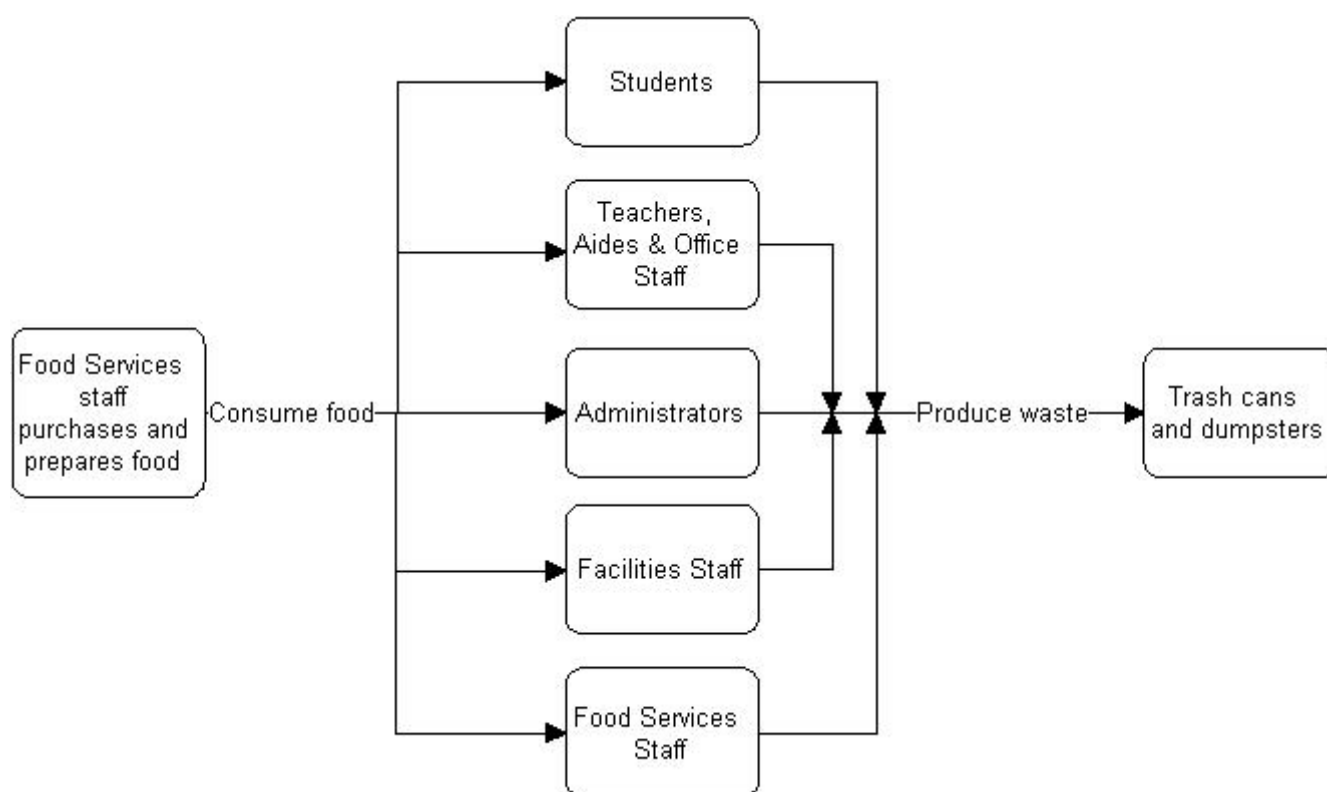 Students
Teachers,
Aides & Office
Staff
Food Services
staff
purchases and
prepares food
Consume food
Administrators
Produce waste
Trash cans
and dumpsters
Facilities Staff
Food Services
Staff